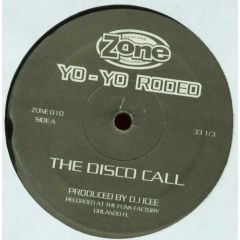 Zone
YO-YO RODEO
ZONE 010
SIDE A
33 1/3
THE DISCO CALL
PRODUCED BY DJ ICEE
RECORDED AT THE FUNK FACTORY
ORLANDO FL